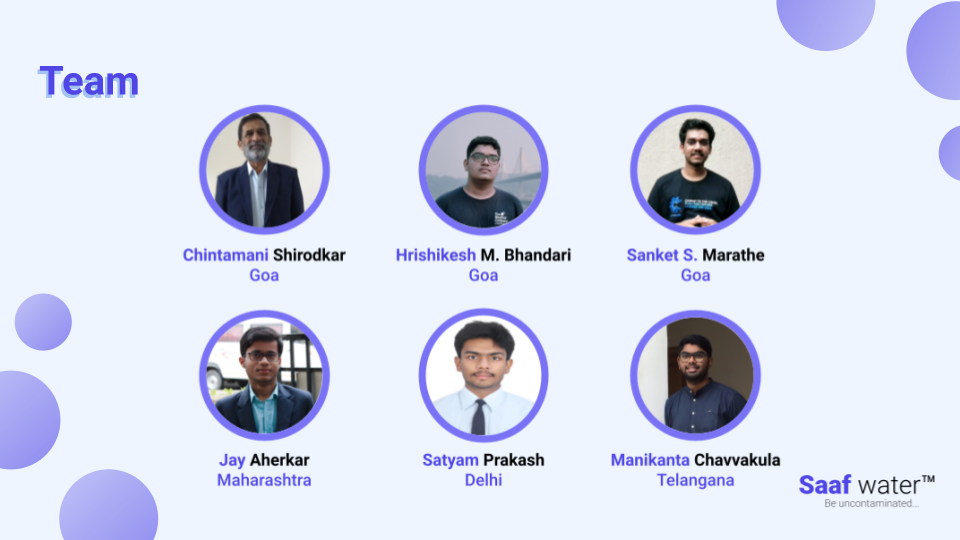 Team
Chintamani Shirodkar
Goa
Hrishikesh M. Bhandari
Goa
Sanket S. Marathe
Goa
Jay Aherkar
Maharashtra
Satyam Prakash
Delhi
Manikanta Chavvakula
Telangana
Saaf water™
Be uncontaminated...